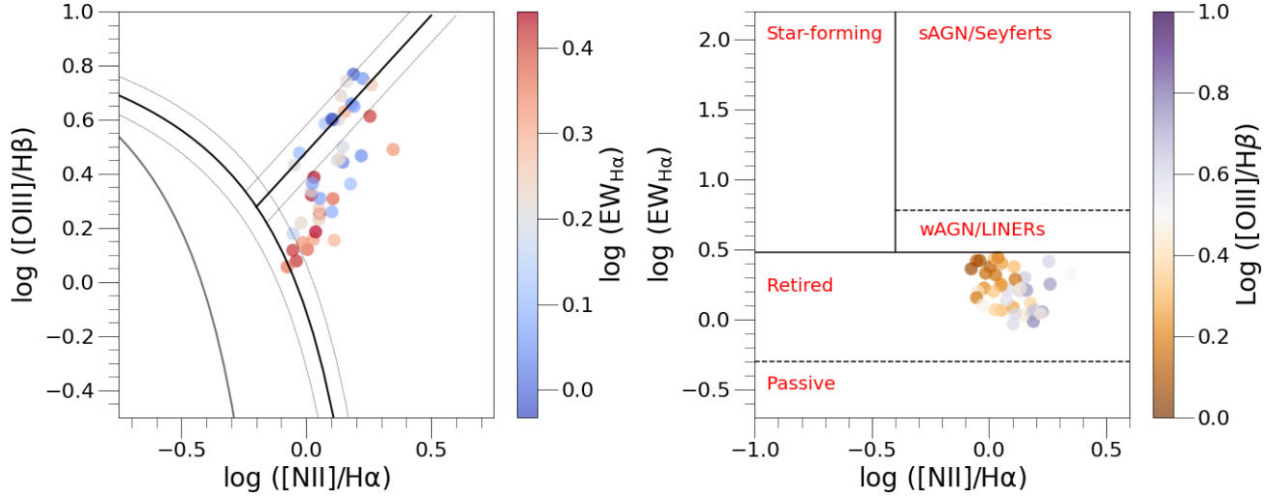 1.0
0.8
0.6
0.4
0.2
0.0
−0.2
−0.4
log ([OIII]/Hβ)
−0.5
0.0
0.5
log ([NII]/Hα)
0.4
0.3
0.2
0.1
0.0
log (EWHα)
2.0
1.5
1.0
0.5
0.0
−0.5
log (EWHα)
Star-forming
sAGN/Seyferts
wAGN/LINERs
Retired
Passive
−1.0
−0.5
0.0
0.5
log ([NII]/Hα)
1.0
0.8
0.6
0.4
0.2
0.0
Log ([OIII]/Hβ)